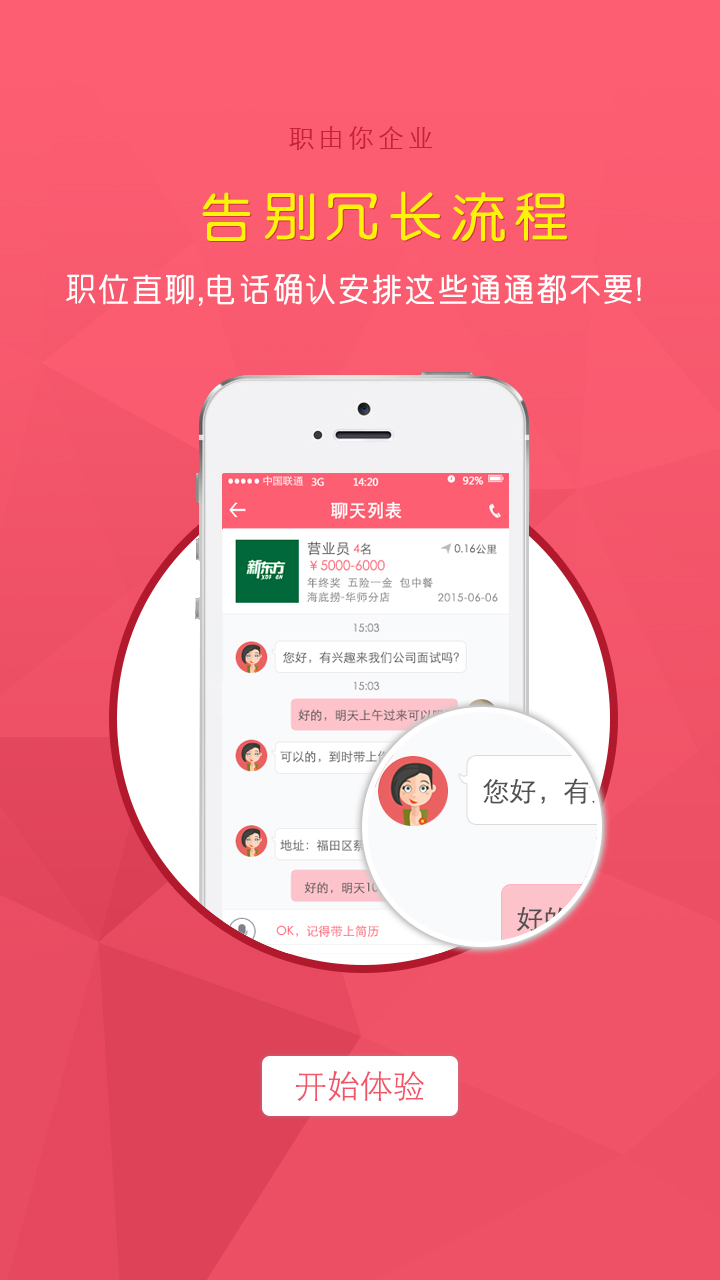 职由你企业
告别冗长流程
职位直聊,电话确认安排这些通通都不要!
中国联通 3G 14:20 92%
聊天列表
新东方
XDF CN
营业员 4名 0.16公里
￥5000-6000
年终奖 五险一金 包中餐
海底捞-华师分店 2015-06-06
15:03
您好，有兴趣来我们公司面试吗?
15:03
好的，明天上午过来可以
可以的，到时带上
您好，有
地址：福田区
好的，明天10
好的
OK，记得带上简历
开始体验